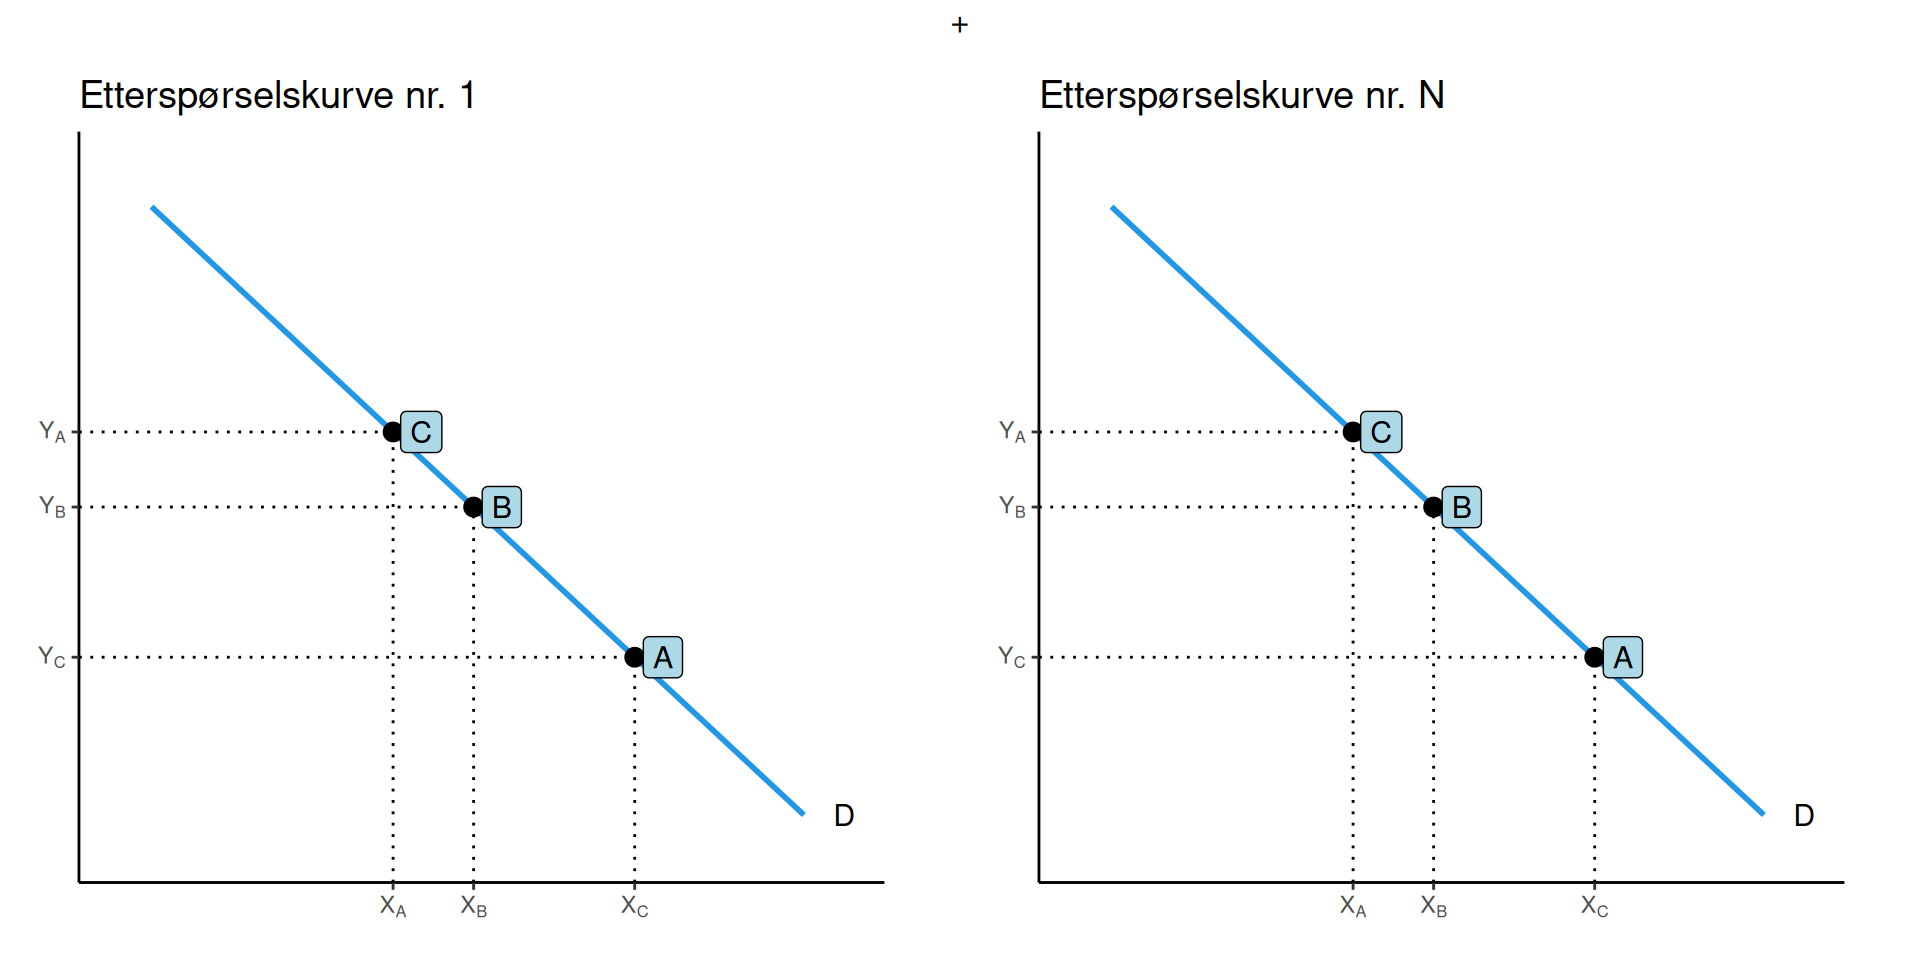 +
Etterspørselskurve nr. 1
Y_A
C
Y_B
B
Y_C
A
D
X_A X_B X_C
Etterspørselskurve nr. N
Y_A
C
Y_B
B
Y_C
A
D
X_A X_B X_C